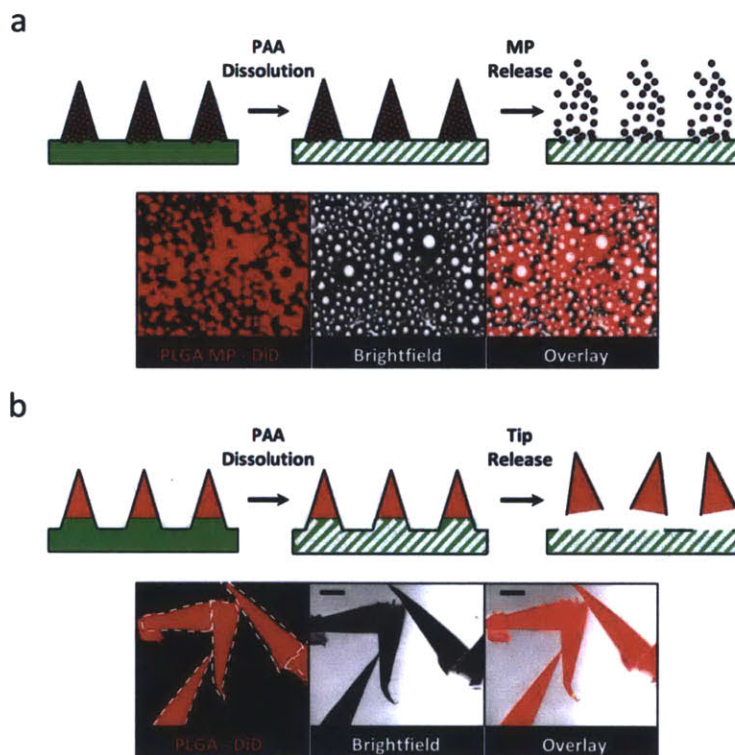 a
PAA
Dissolution
MP
Release
PLGA MP - DiD
Brightfield
Overlay
b
PAA
Dissolution
Tip
Release
PLGA - DiD
Brightfield
Overlay